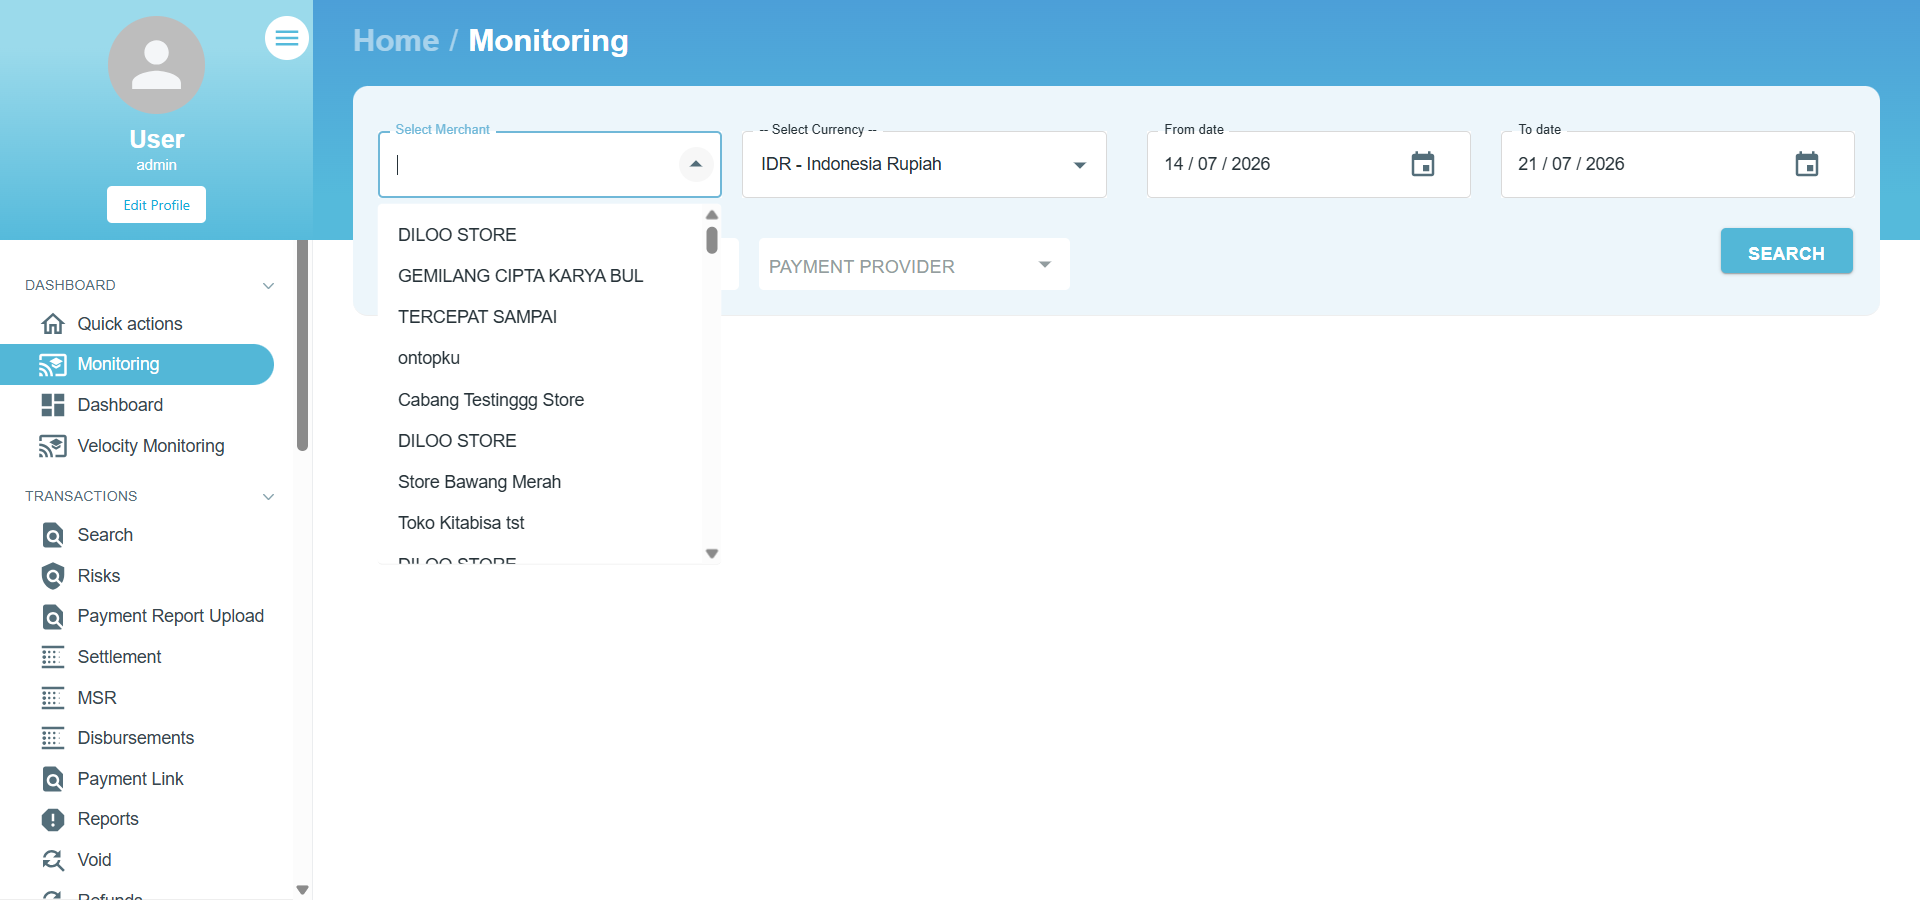 User
admin
Edit Profile
DASHBOARD
Quick actions
Monitoring
Dashboard
Velocity Monitoring
TRANSACTIONS
Search
Risks
Payment Report Upload
Settlement
MSR
Disbursements
Payment Link
Reports
Void
Refunds
Home / Monitoring
Select Merchant
-- Select Currency --
IDR - Indonesia Rupiah
From date
14 / 07 / 2026
To date
21 / 07 / 2026
PAYMENT PROVIDER
SEARCH
DILOO STORE
GEMILANG CIPTA KARYA BUL
TERCEPAT SAMPAI
ontopku
Cabang Testinggg Store
DILOO STORE
Store Bawang Merah
Toko Kitabisa tst
DILOO STORE